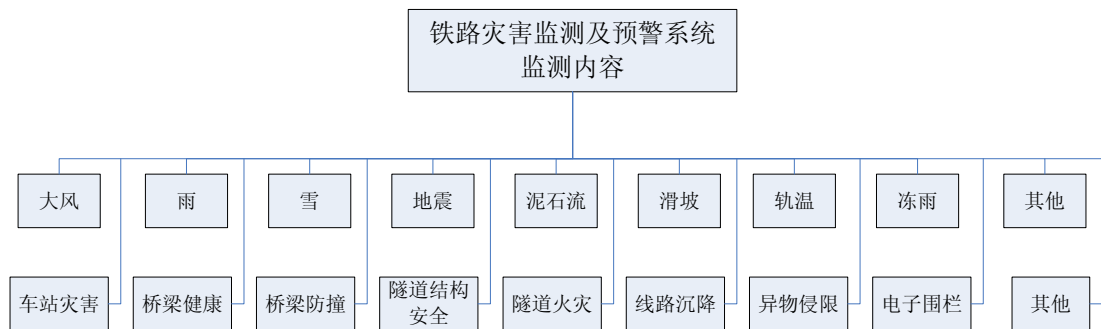 铁路灾害监测及预警系统
监测内容
大风
雨
雪
地震
泥石流
滑坡
轨温
冻雨
其他
车站灾害
桥梁健康
桥梁防撞
隧道结构
安全
隧道火灾
线路沉降
异物侵限
电子围栏
其他